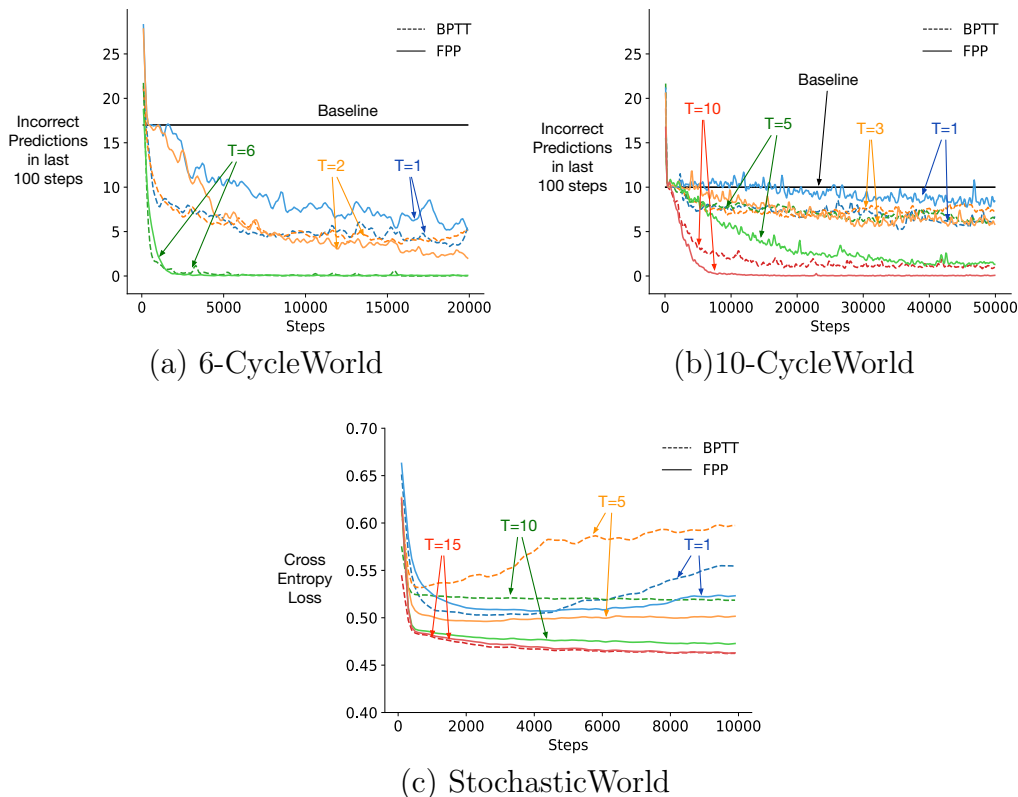 BPTT
FPP
25
20
15
10
5
0
Incorrect
Predictions
in last
100 steps
Baseline
T=6
T=2
T=1
0
5000
10000
15000
20000
Steps
(a) 6-CycleWorld
BPTT
FPP
25
20
15
10
5
0
Incorrect
Predictions
in last
100 steps
Baseline
T=10
T=5
T=3
T=1
0
10000
20000
30000
40000
50000
Steps
(b)10-CycleWorld
BPTT
FPP
0.70
0.65
0.60
0.55
0.50
0.45
0.40
Cross
Entropy
Loss
T=15
T=10
T=5
T=1
0
2000
4000
6000
8000
10000
Steps
(c) StochasticWorld